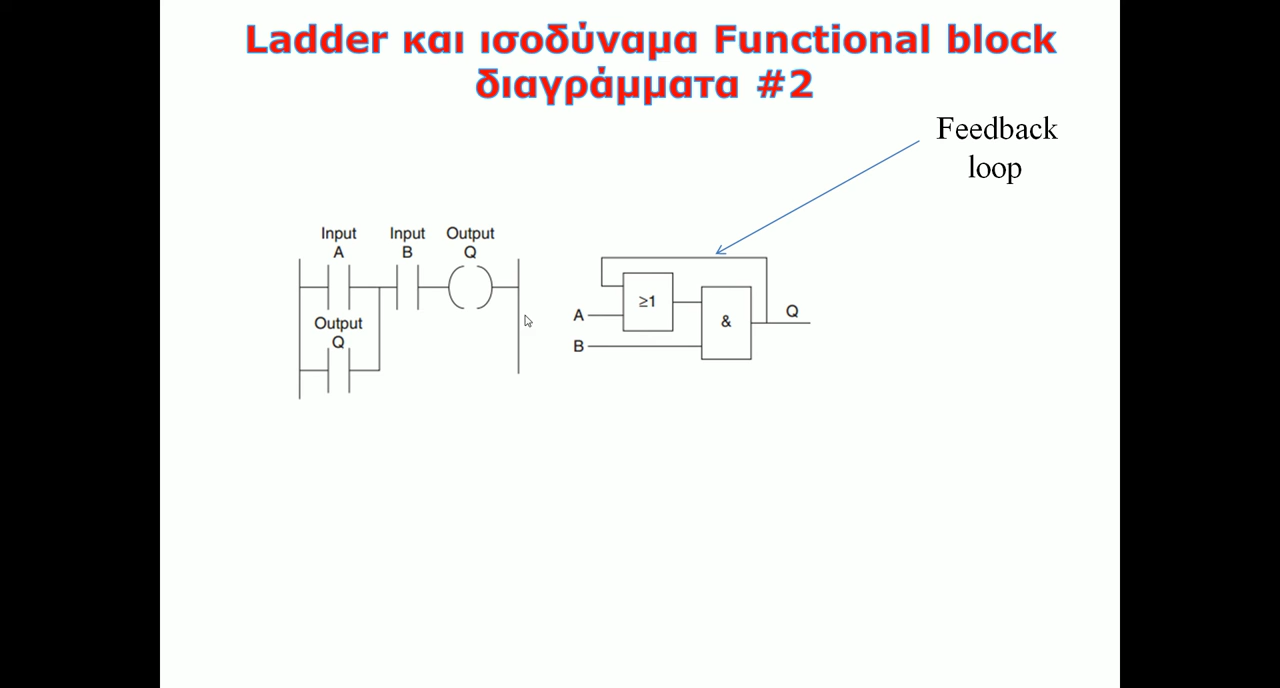 Ladder και ισοδύναμα Functional block
διαγράμματα #2
Feedback
loop
Input
A
Input
B
Output
Q
Output
Q
≥1
A
B
&
Q